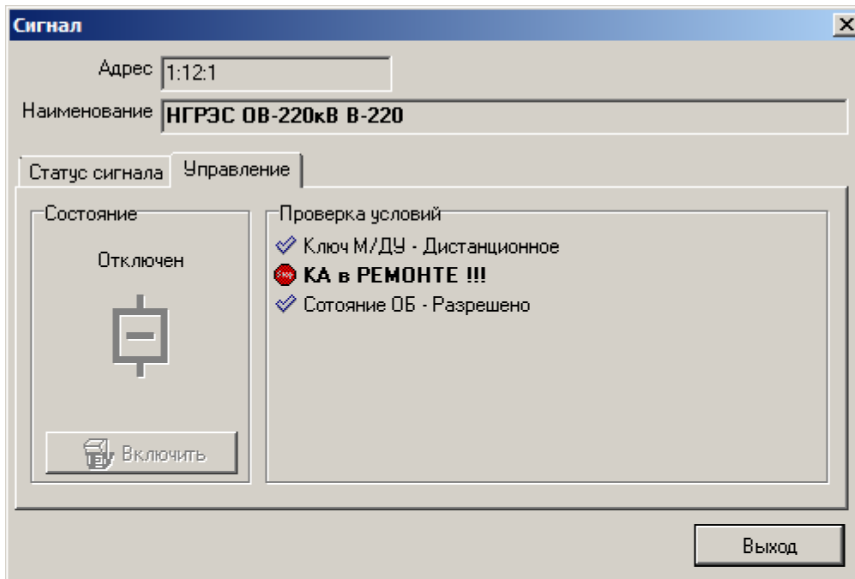 Сигнал
Адрес 1:12:1
Наименование НГРЭС ОВ-220кВ В-220
Статус сигнала Управление
Состояние
Отключен
Включить
Проверка условий
Ключ М/ДУ - Дистанционное
Stop КА в РЕМОНТЕ !!!
Сотояние ОБ - Разрешено
Выход